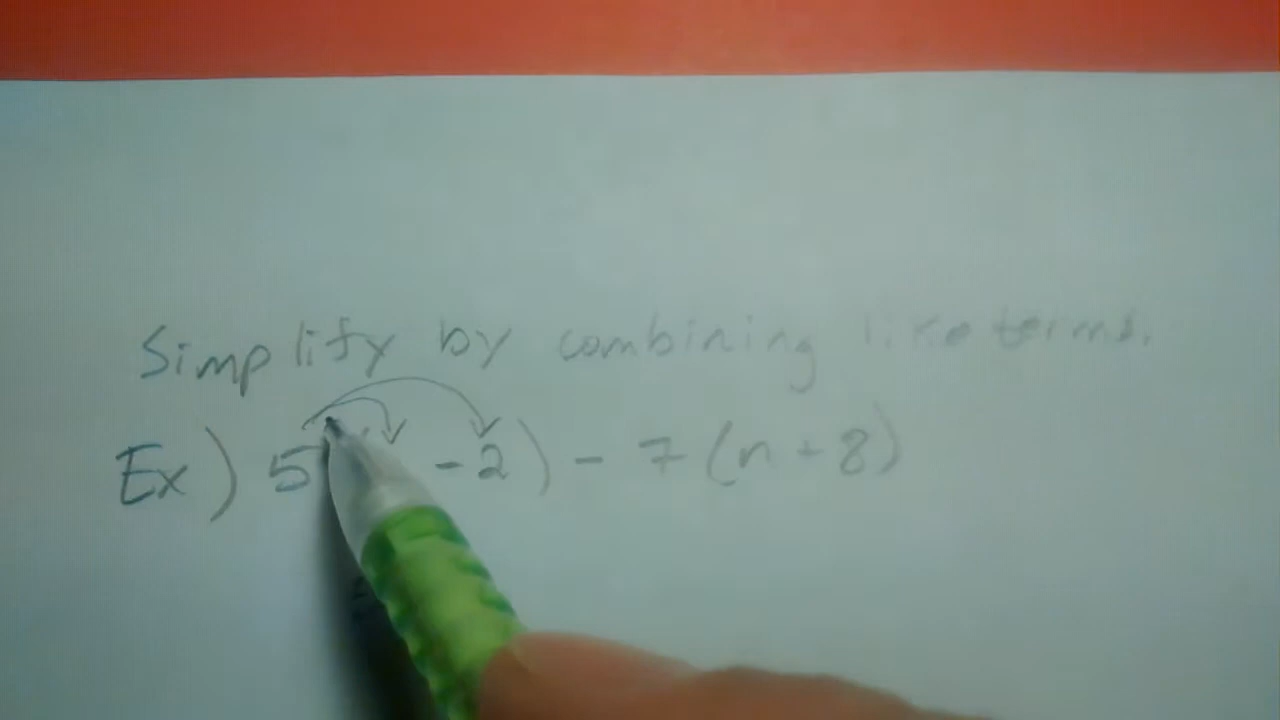 Simplify by combining like terms.
Ex) 5 - 2) - 7 (n + 8)